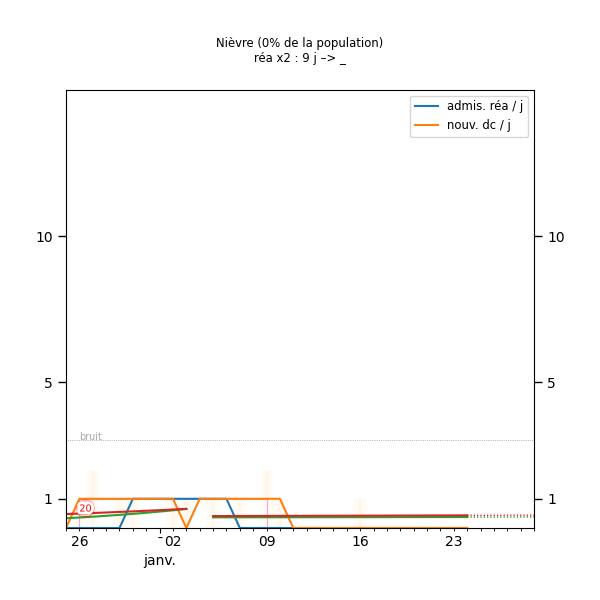 Nièvre (0% de la population)
réa x2 : 9 j –> _
admis. réa / j
nouv. dc / j
10 10
5 5
bruit
1 1
20
26 02 09 16 23
janv.